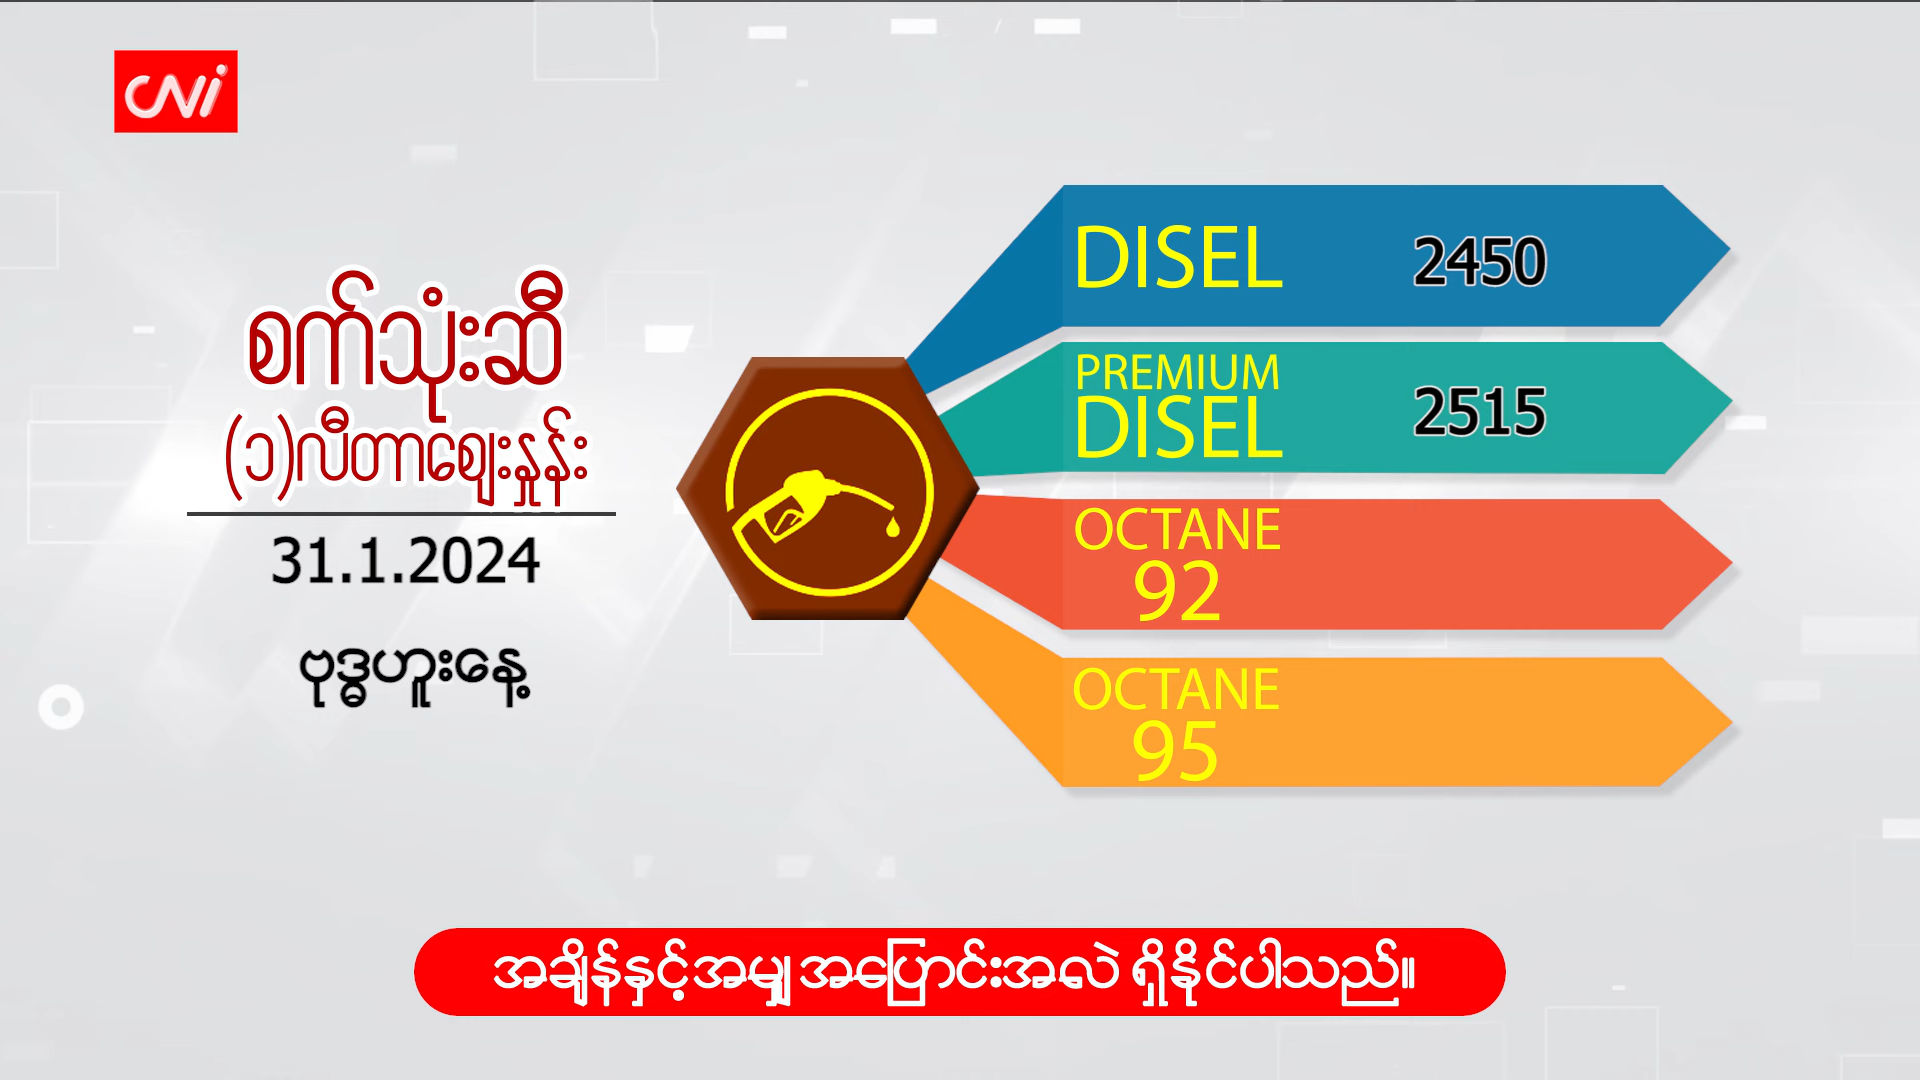 CNi
စက်သုံးဆီ
(၁)လီတာဈေးနှုန်း
31.1.2024
ဗုဒ္ဓဟူးနေ့
DISEL 2450
PREMIUM
DISEL 2515
OCTANE
92
OCTANE
95
အချိန်နှင့်အမျှ အပြောင်းအလဲ ရှိနိုင်ပါသည်။